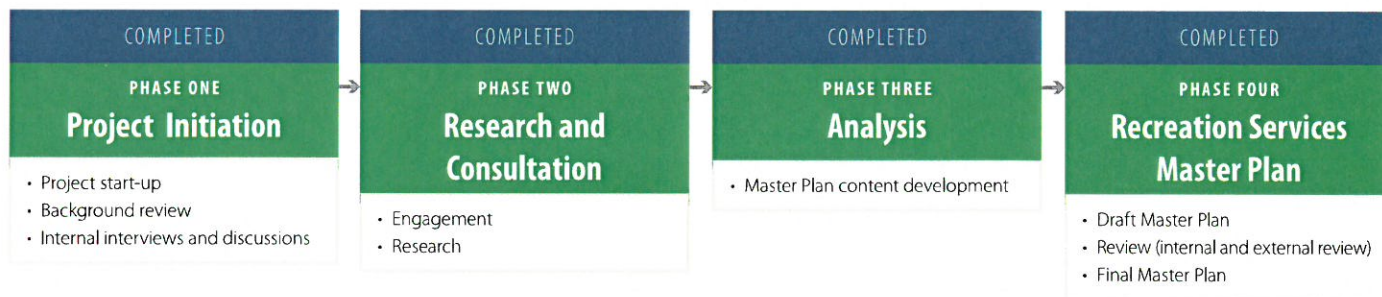 COMPLETED
PHASE ONE
Project Initiation
• Project start-up
• Background review
• Internal interviews and discussions
COMPLETED
PHASE TWO
Research and
Consultation
• Engagement
• Research
COMPLETED
PHASE THREE
Analysis
• Master Plan content development
COMPLETED
PHASE FOUR
Recreation Services
Master Plan
• Draft Master Plan
• Review (internal and external review)
• Final Master Plan